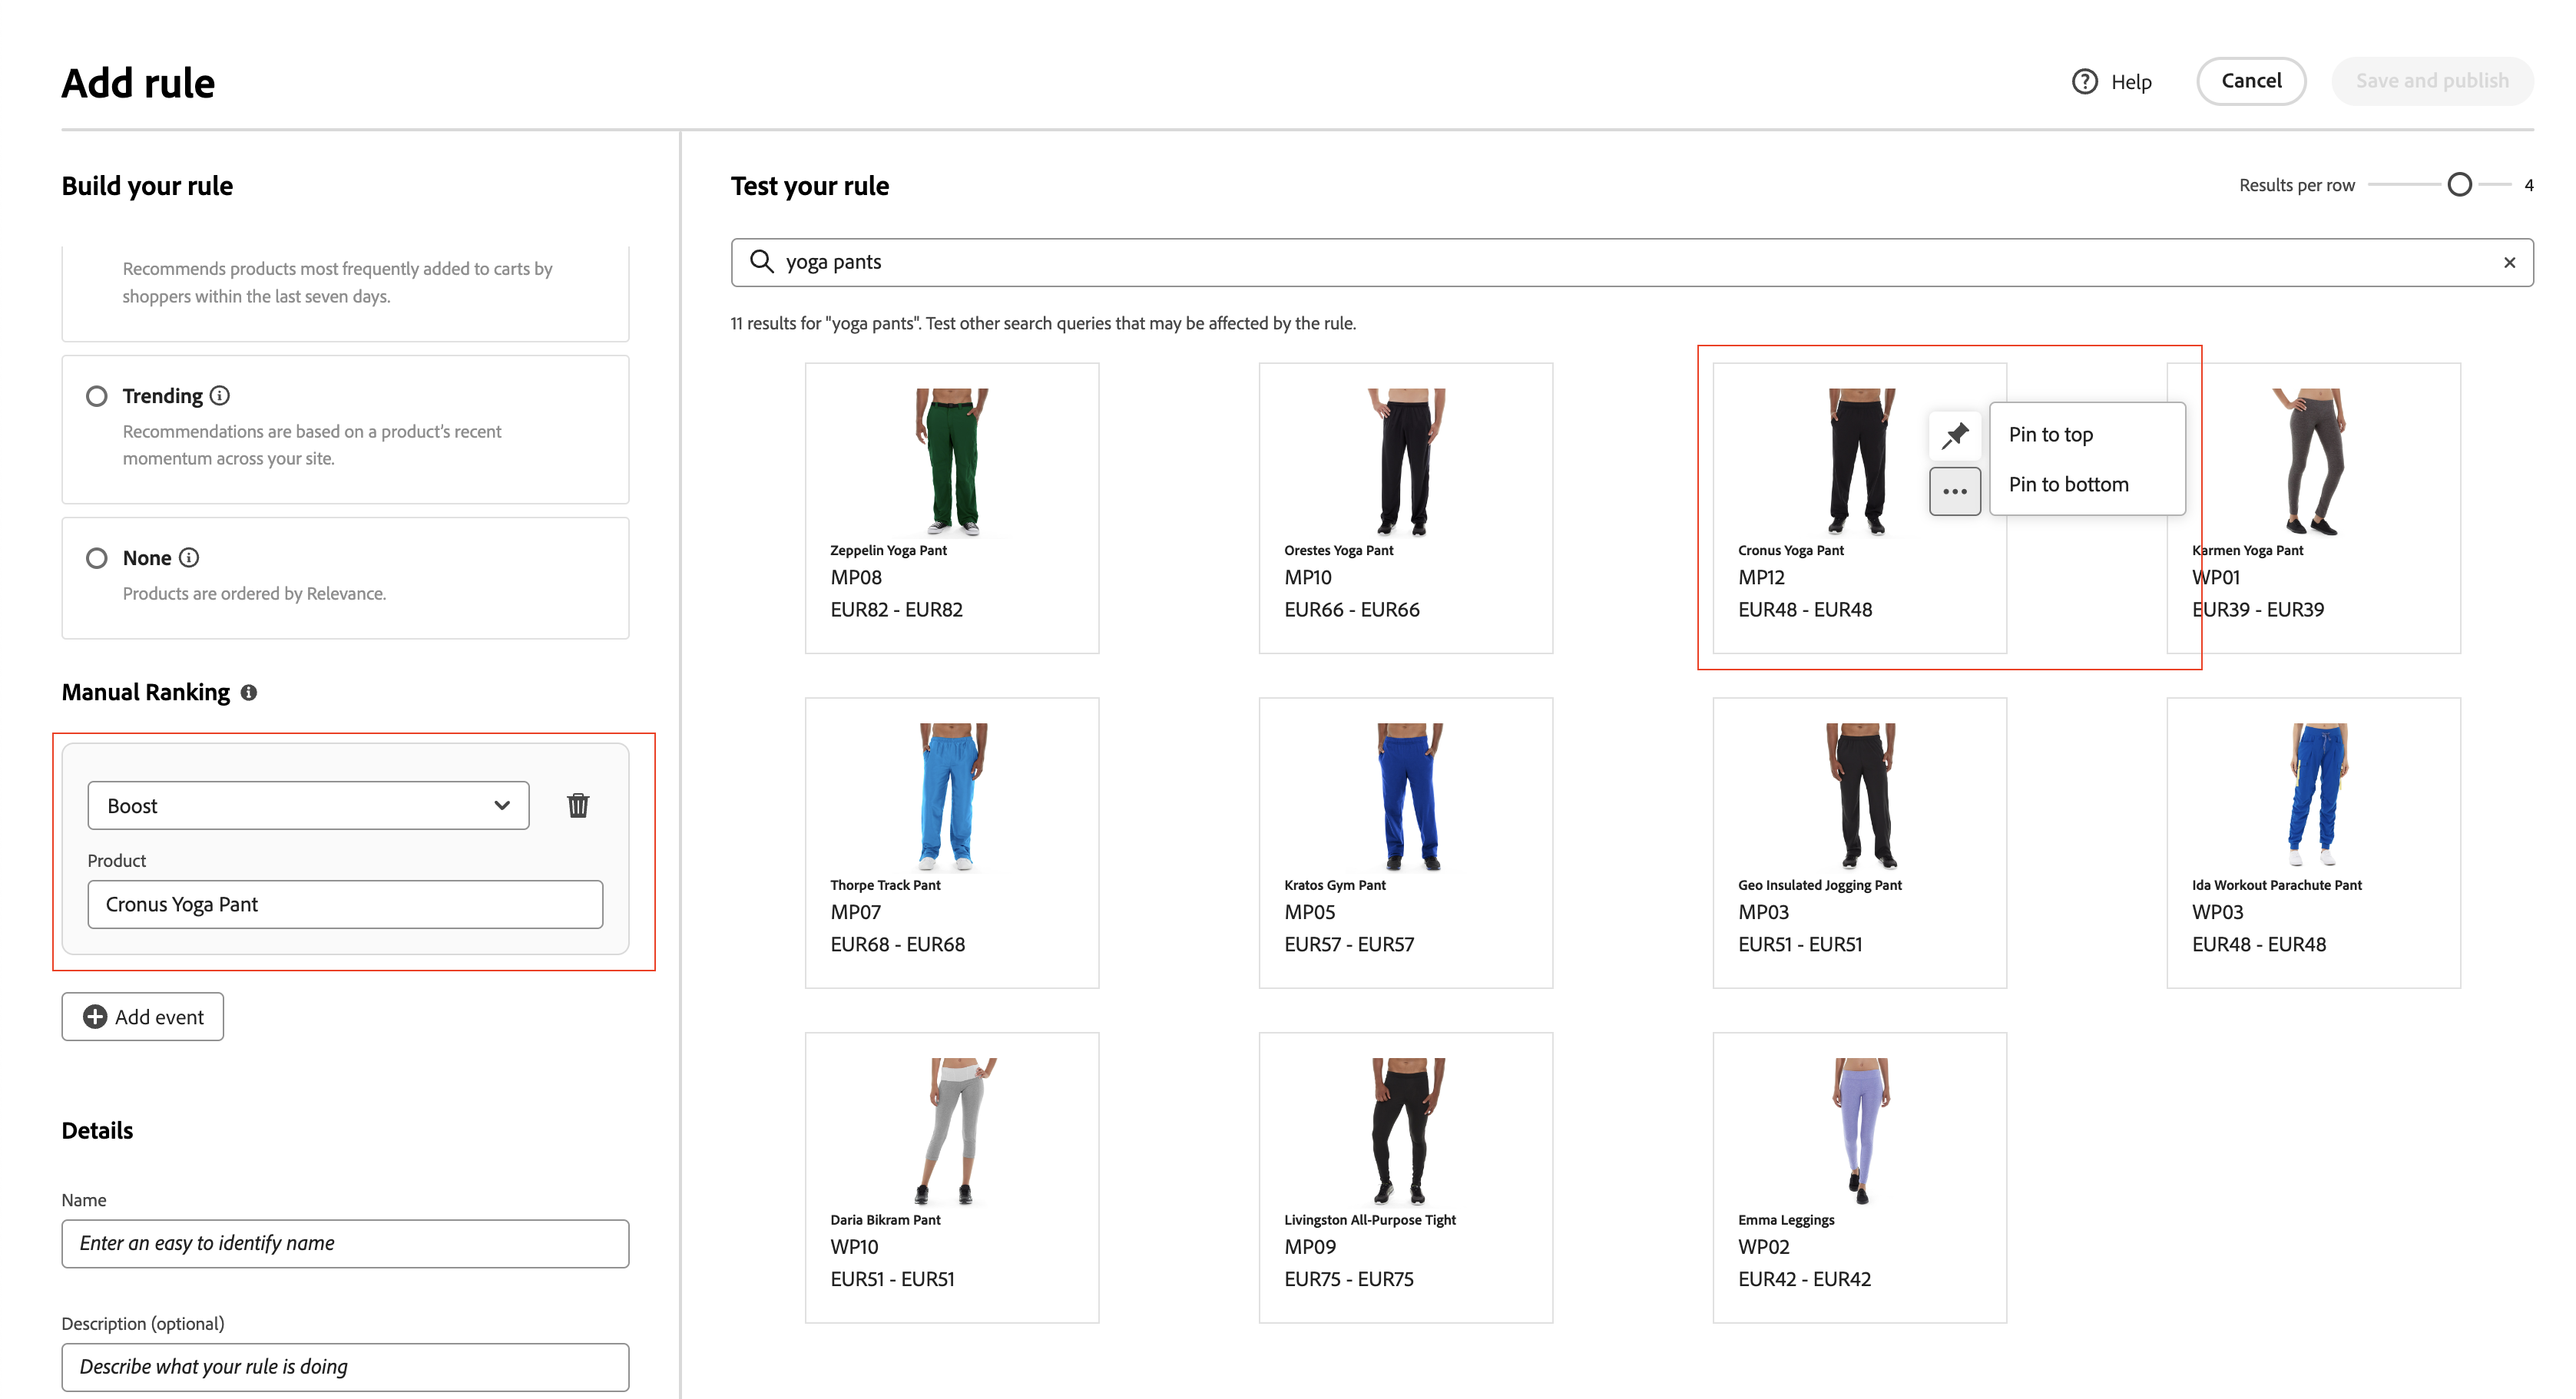 Add rule
Help
Cancel
Save and publish
Build your rule
Recommends products most frequently added to carts by
shoppers within the last seven days.
Trending
Recommendations are based on a product's recent
momentum across your site.
None
Products are ordered by Relevance.
Manual Ranking
Boost
Product
Cronus Yoga Pant
Add event
Details
Name
Enter an easy to identify name
Description (optional)
Describe what your rule is doing
Test your rule
Results per row
4
yoga pants
11 results for "yoga pants". Test other search queries that may be affected by the rule.
Zeppelin Yoga Pant
MP08
EUR82 - EUR82
Orestes Yoga Pant
MP10
EUR66 - EUR66
Cronus Yoga Pant
MP12
EUR48 - EUR48
Pin to top
Pin to bottom
Karmen Yoga Pant
WP01
EUR39 - EUR39
Thorpe Track Pant
MP07
EUR68 - EUR68
Kratos Gym Pant
MP05
EUR57 - EUR57
Geo Insulated Jogging Pant
MP03
EUR51 - EUR51
Ida Workout Parachute Pant
WP03
EUR48 - EUR48
Daria Bikram Pant
WP10
EUR51 - EUR51
Livingston All-Purpose Tight
MP09
EUR75 - EUR75
Emma Leggings
WP02
EUR42 - EUR42